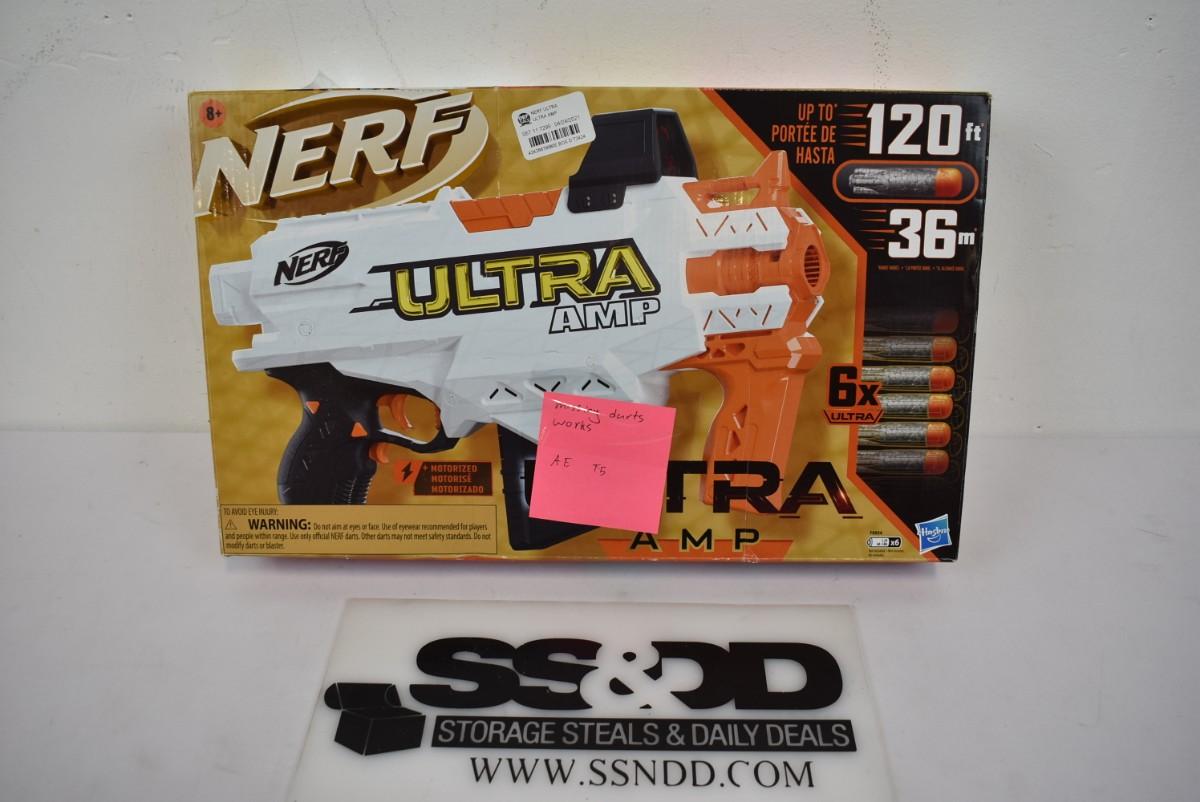 8+
NERF
NERF ULTRA
ULTRA AMP
UP TO*
PORTÉE DE
HASTA
120 ft
36 m
NERF
ULTRA
AMP
6X
ULTRA
missing darts
works
AE T5
+ MOTORIZED
MOTORISÉ
MOTORIZADO
TRA
AMP
TO AVOID EYE INJURY:
⚠ WARNING: Do not aim at eyes or face. Use of eyewear recommended for players
and people within range. Use only official NERF darts. Other darts may not meet safety standards. Do not
modify darts or blaster.
x6
Hasbro
SS&DD
STORAGE STEALS & DAILY DEALS
WWW.SSNDD.COM